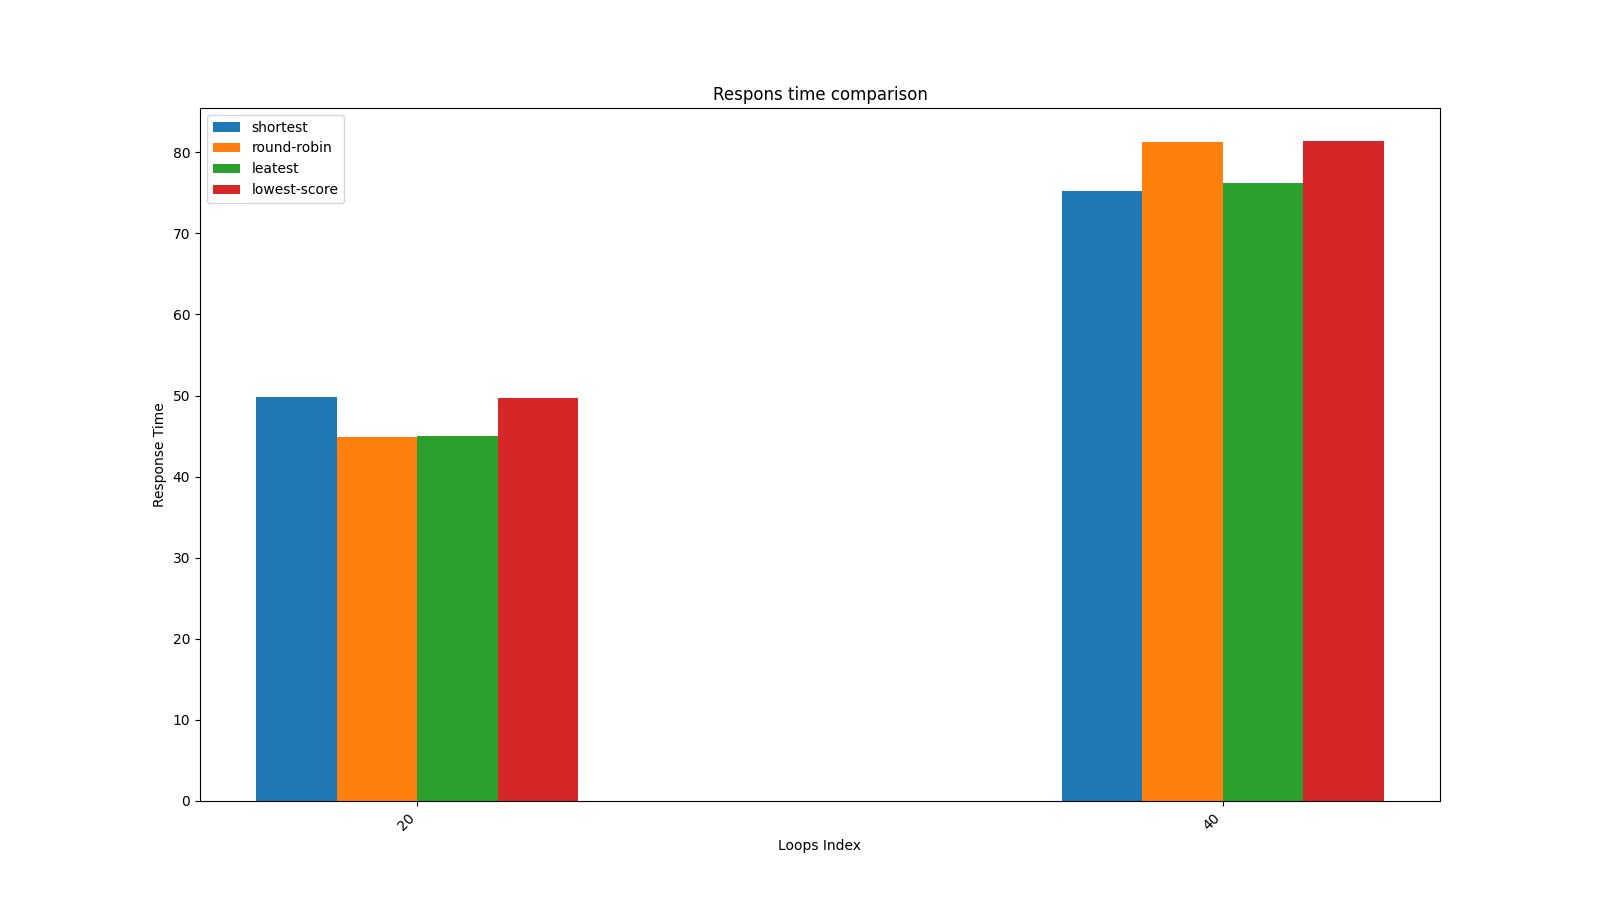 Respons time comparison
shortest
round-robin
leatest
lowest-score
80
70
60
50
40
30
20
10
0
Response Time
20
40
Loops Index